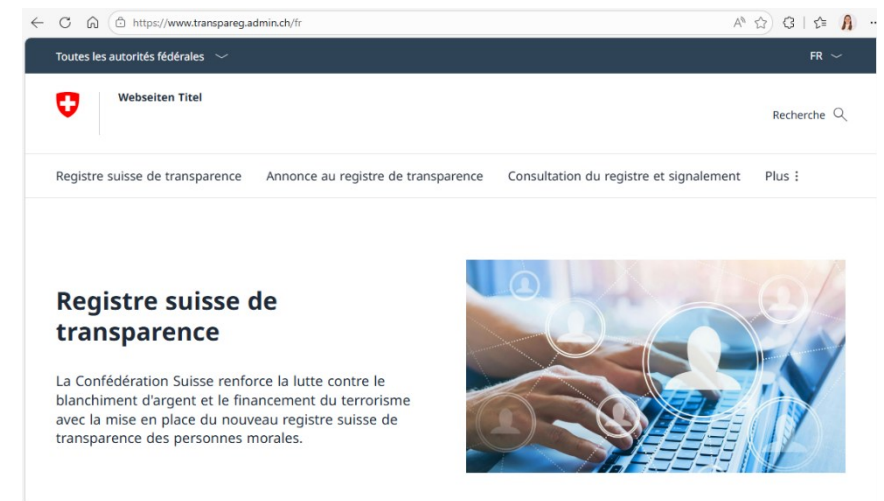 https://www.transpareg.admin.ch/fr
Toutes les autorités fédérales
FR
Webseiten Titel
Recherche
Registre suisse de transparence Annonce au registre de transparence Consultation du registre et signalement Plus
Registre suisse de
transparence
La Confédération Suisse renforce la lutte contre le
blanchiment d'argent et le financement du terrorisme
avec la mise en place du nouveau registre suisse de
transparence des personnes morales.